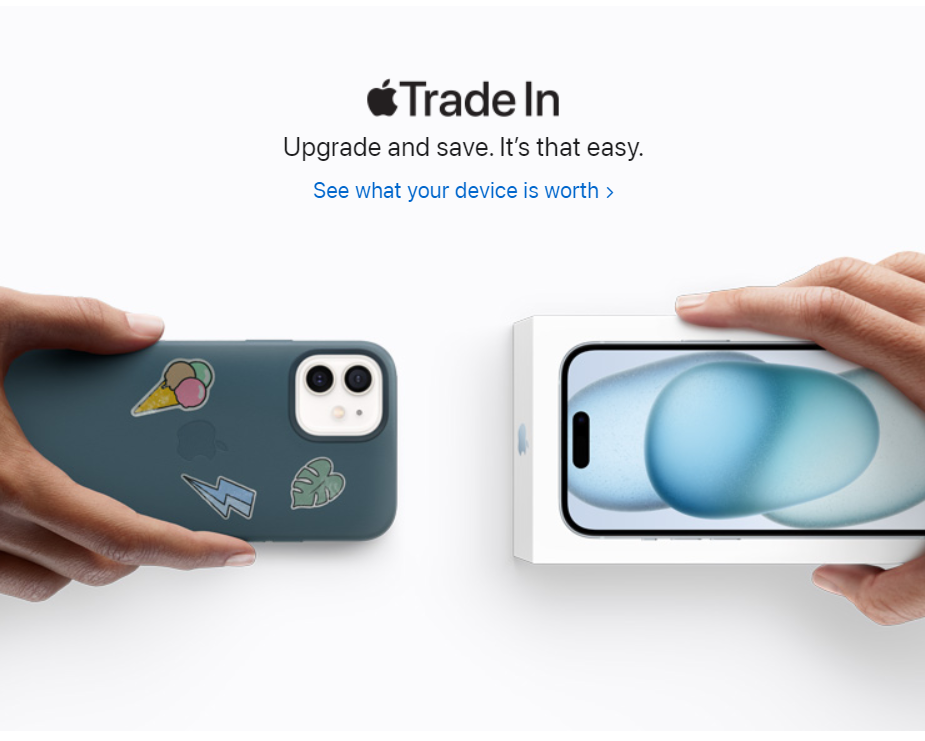 Trade In
Upgrade and save. It’s that easy.
See what your device is worth >